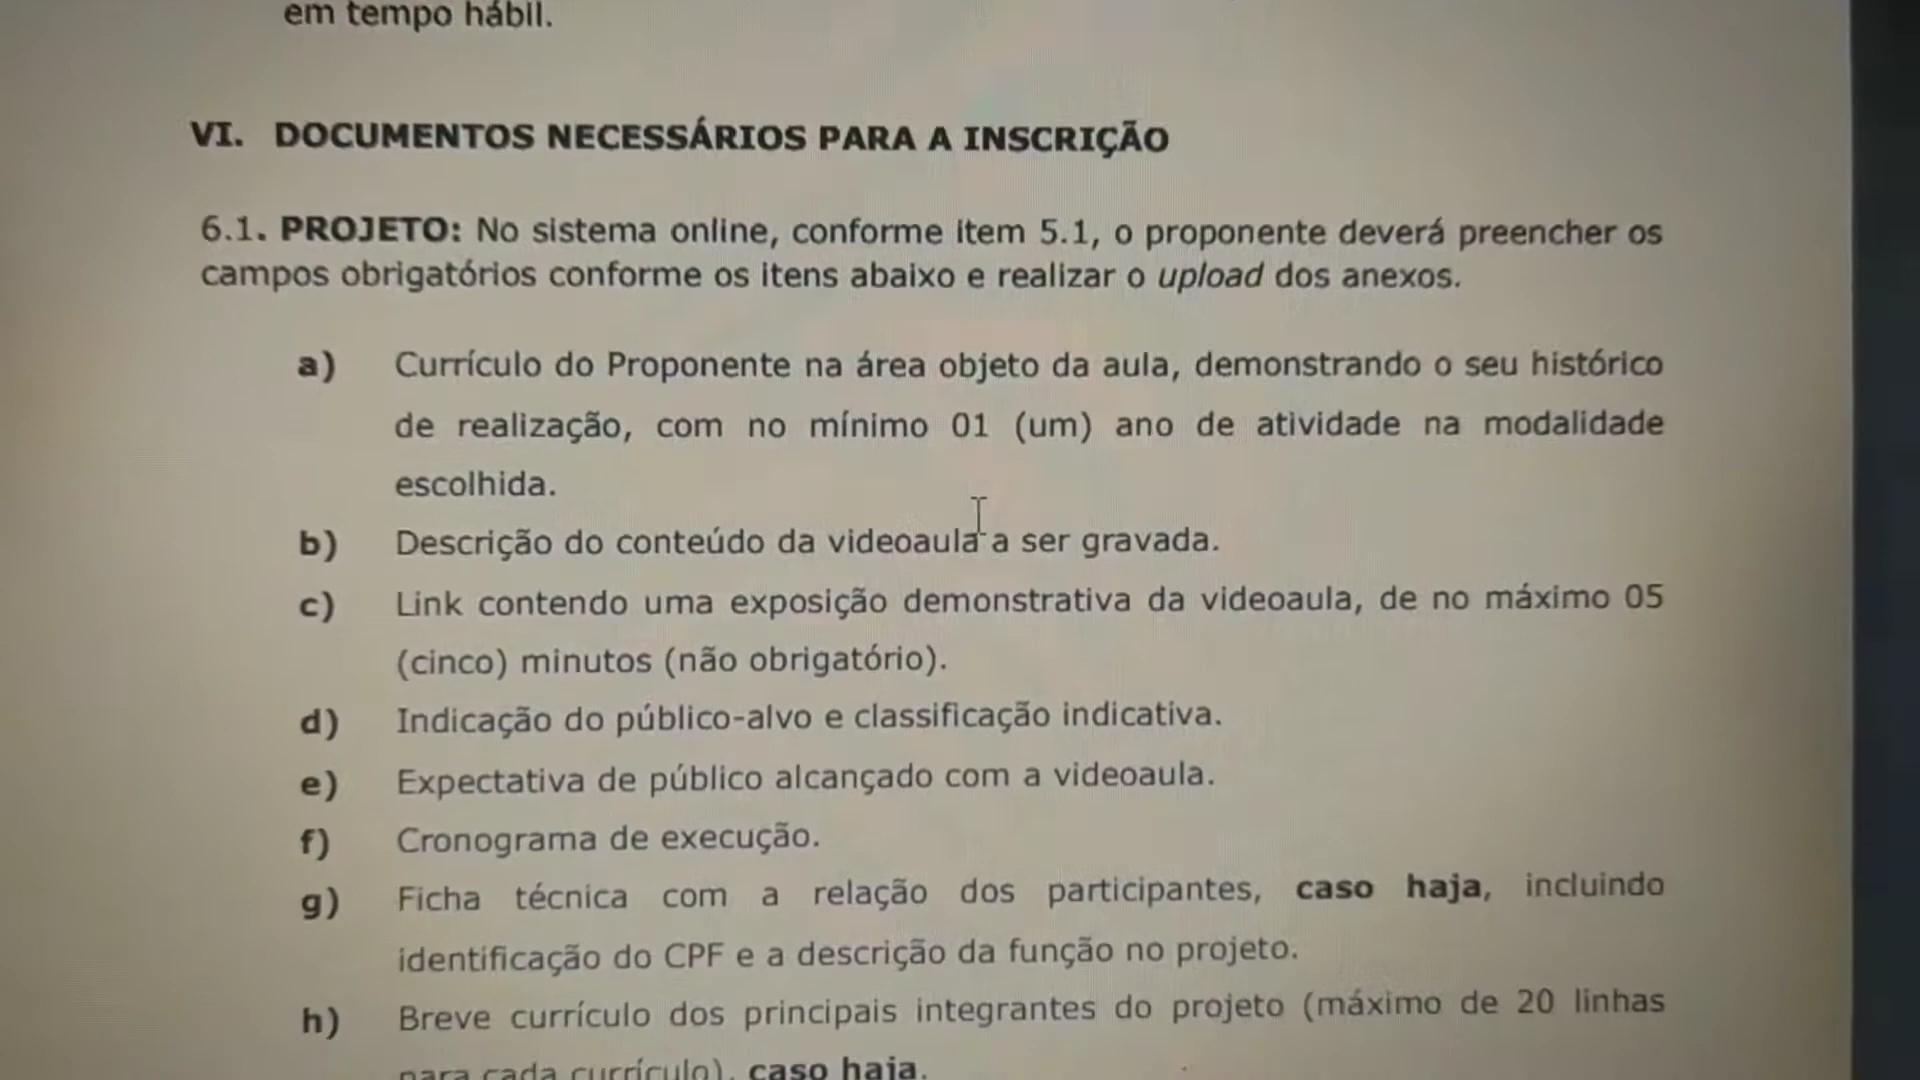 em tempo hábil.
VI. DOCUMENTOS NECESSÁRIOS PARA A INSCRIÇÃO
6.1. PROJETO: No sistema online, conforme item 5.1, o proponente deverá preencher os
campos obrigatórios conforme os itens abaixo e realizar o upload dos anexos.
a) Currículo do Proponente na área objeto da aula, demonstrando o seu histórico
de realização, com no mínimo 01 (um) ano de atividade na modalidade
escolhida.
b) Descrição do conteúdo da videoaula a ser gravada.
c) Link contendo uma exposição demonstrativa da videoaula, de no máximo 05
(cinco) minutos (não obrigatório).
d) Indicação do público-alvo e classificação indicativa.
e) Expectativa de público alcançado com a videoaula.
f) Cronograma de execução.
g) Ficha técnica com a relação dos participantes, caso haja, incluindo
identificação do CPF e a descrição da função no projeto.
h) Breve currículo dos principais integrantes do projeto (máximo de 20 linhas
para cada currículo), caso haja.